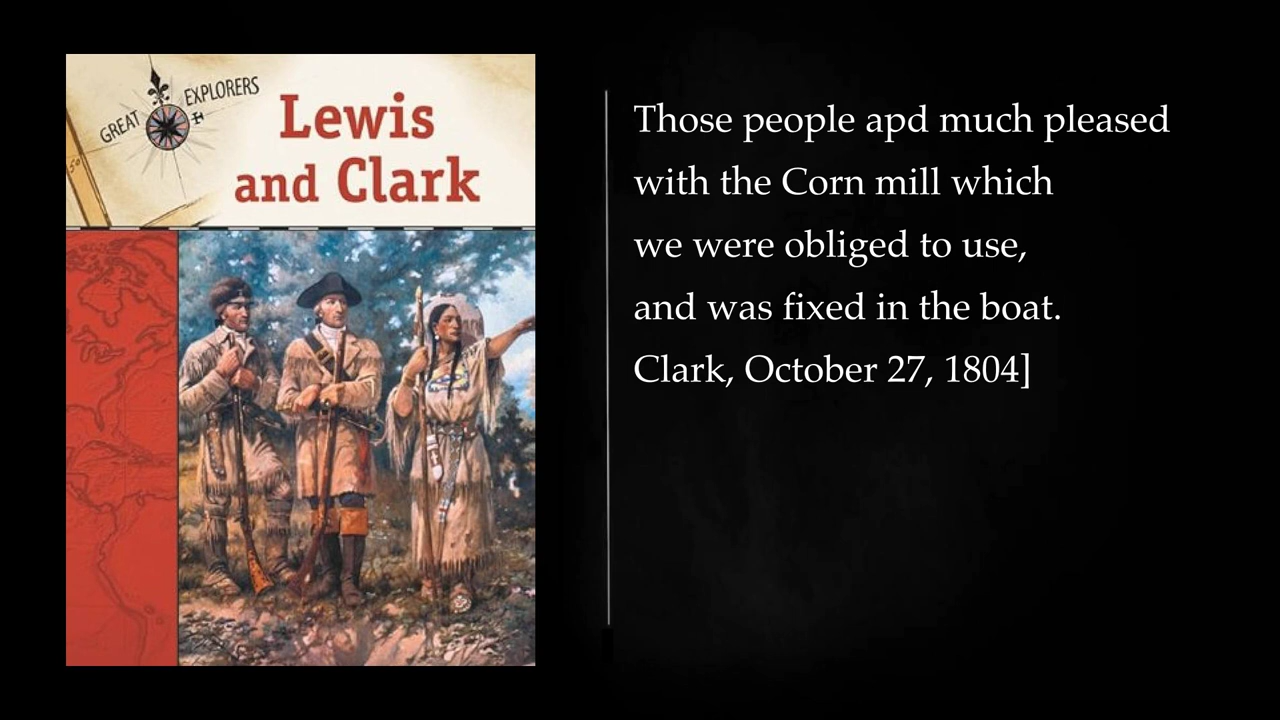 GREAT EXPLORERS
Lewis
and Clark
50
Those people apd much pleased
with the Corn mill which
we were obliged to use,
and was fixed in the boat.
Clark, October 27, 1804]